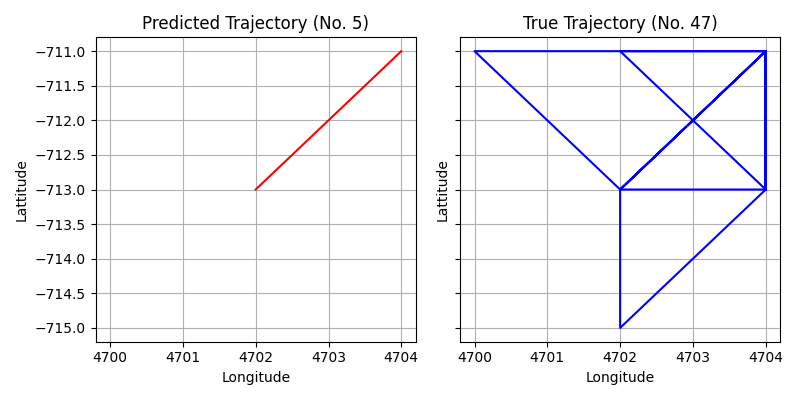 Predicted Trajectory (No. 5)
True Trajectory (No. 47)
−711.0
−711.5
−712.0
−712.5
−713.0
−713.5
−714.0
−714.5
−715.0
Lattitude
Lattitude
4700 4701 4702 4703 4704
4700 4701 4702 4703 4704
Longitude
Longitude